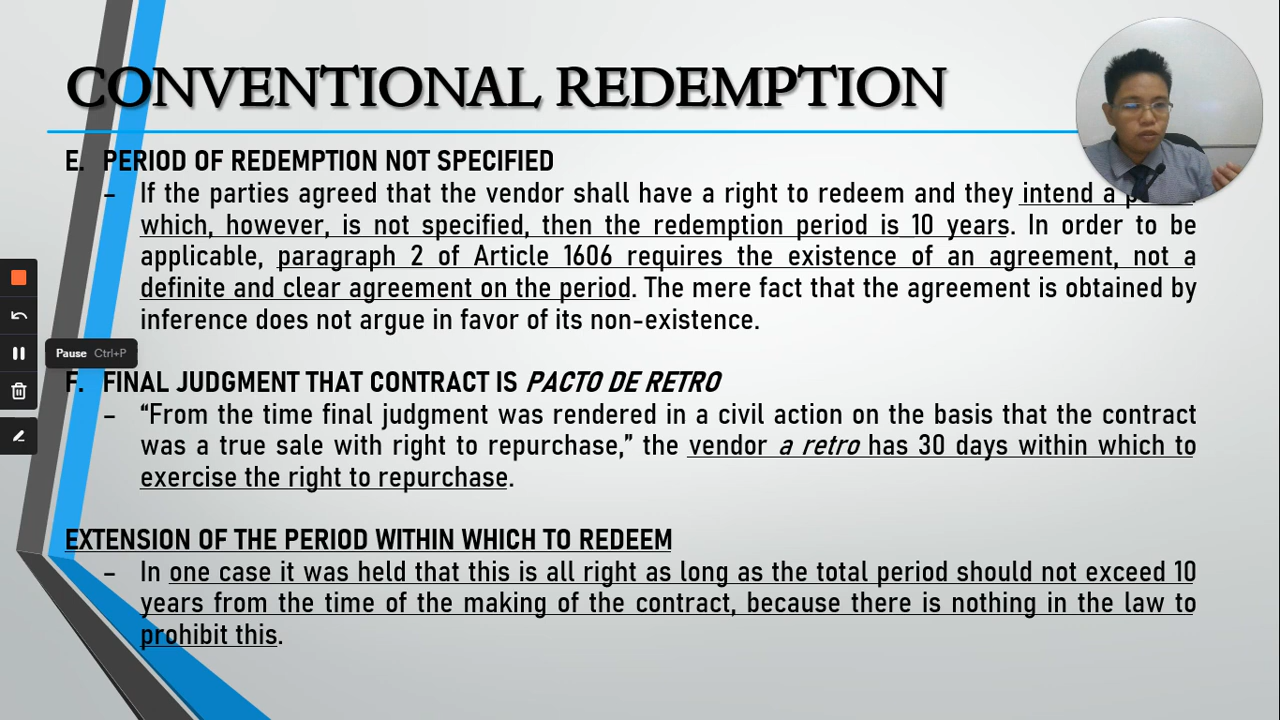 CONVENTIONAL REDEMPTION
E. PERIOD OF REDEMPTION NOT SPECIFIED
– If the parties agreed that the vendor shall have a right to redeem and they intend a
which, however, is not specified, then the redemption period is 10 years. In order to be
applicable, paragraph 2 of Article 1606 requires the existence of an agreement, not a
definite and clear agreement on the period. The mere fact that the agreement is obtained by
inference does not argue in favor of its non-existence.
Pause Ctrl+P
F. FINAL JUDGMENT THAT CONTRACT IS PACTO DE RETRO
– “From the time final judgment was rendered in a civil action on the basis that the contract
was a true sale with right to repurchase,” the vendor a retro has 30 days within which to
exercise the right to repurchase.
EXTENSION OF THE PERIOD WITHIN WHICH TO REDEEM
– In one case it was held that this is all right as long as the total period should not exceed 10
years from the time of the making of the contract, because there is nothing in the law to
prohibit this.